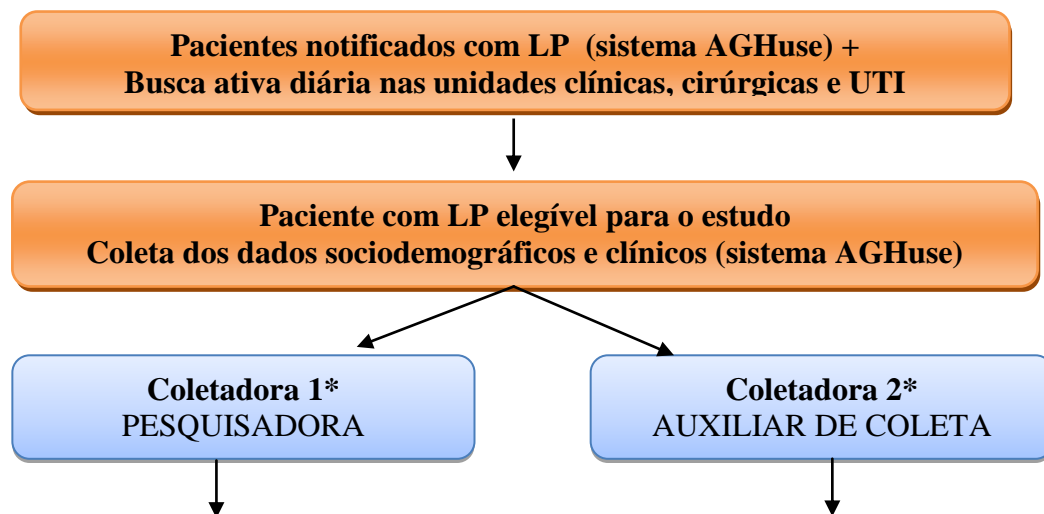 Pacientes notificados com LP (sistema AGHuse) +
Busca ativa diária nas unidades clínicas, cirúrgicas e UTI
Paciente com LP elegível para o estudo
Coleta dos dados sociodemográficos e clínicos (sistema AGHuse)
Coletadora 1*
PESQUISADORA
Coletadora 2*
AUXILIAR DE COLETA